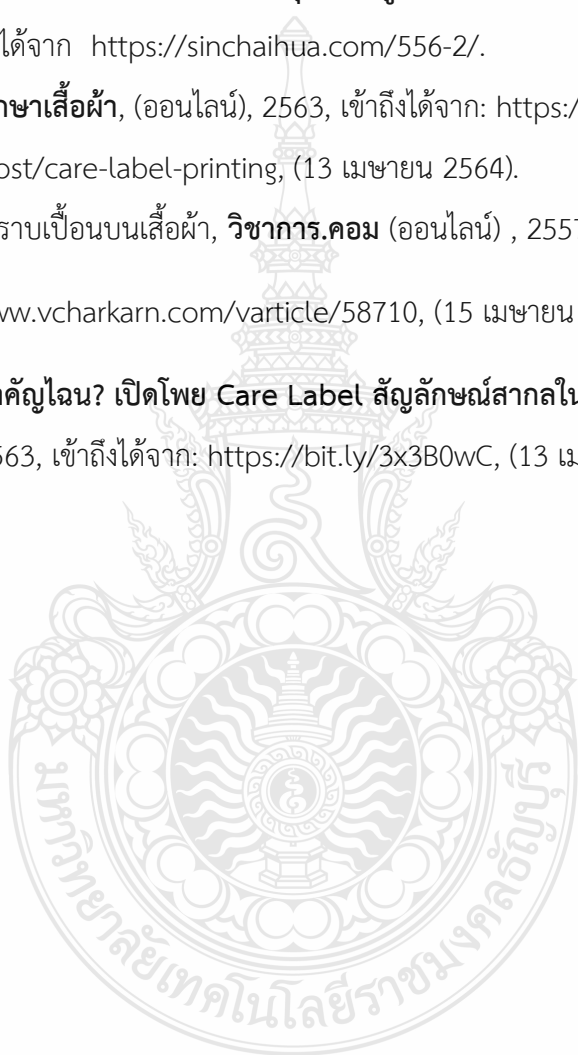 ได้จาก https://sinchaihua.com/556-2/.
กษาเสื้อผ้า, (ออนไลน์), 2563, เข้าถึงได้จาก: https:/
ost/care-label-printing, (13 เมษายน 2564).
ราบเปื้อนบนเสื้อผ้า, วิชาการ.คอม (ออนไลน์) , 2557
ww.vcharkarn.com/varticle/58710, (15 เมษายน
คัญไฉน? เปิดโพย Care Label สัญลักษณ์สากลใน
563, เข้าถึงได้จาก: https://bit.ly/3x3B0wC, (13 เม
มหาวิทยาลัยเทคโนโลยีราชมงคลธัญบุรี